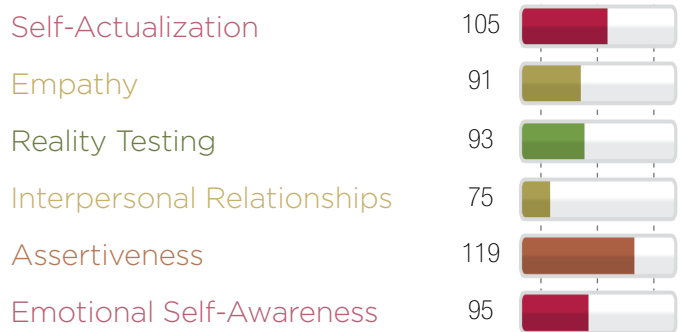 Self-Actualization 105
Empathy 91
Reality Testing 93
Interpersonal Relationships 75
Assertiveness 119
Emotional Self-Awareness 95